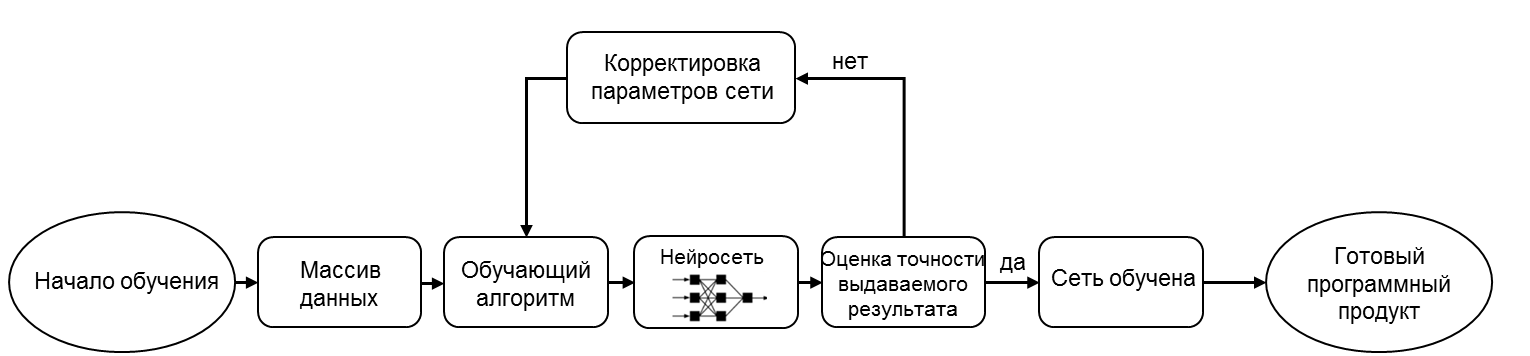 Корректировка
параметров сети
нет
Начало обучения
Массив
данных
Обучающий
алгоритм
Нейросеть
Оценка точности
выдаваемого
результата
да
Сеть обучена
Готовый
программный
продукт